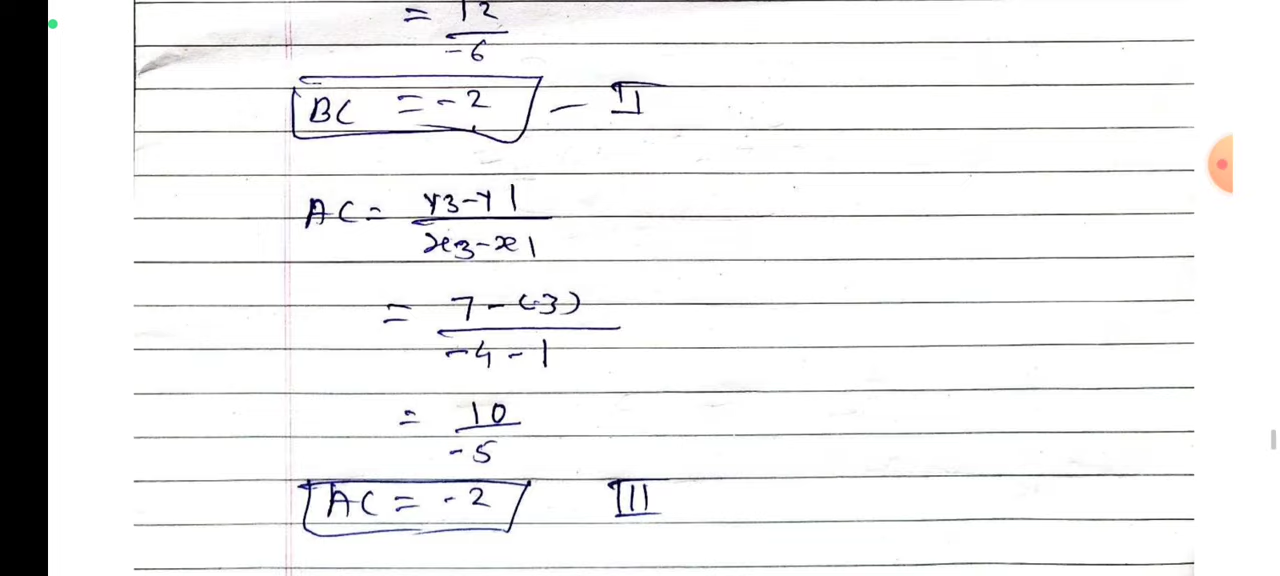 = 12
-6
BC = -2 - II
AC = y3-y1
x3-x1
= 7-(-3)
-4-1
= 10
-5
AC = -2 III